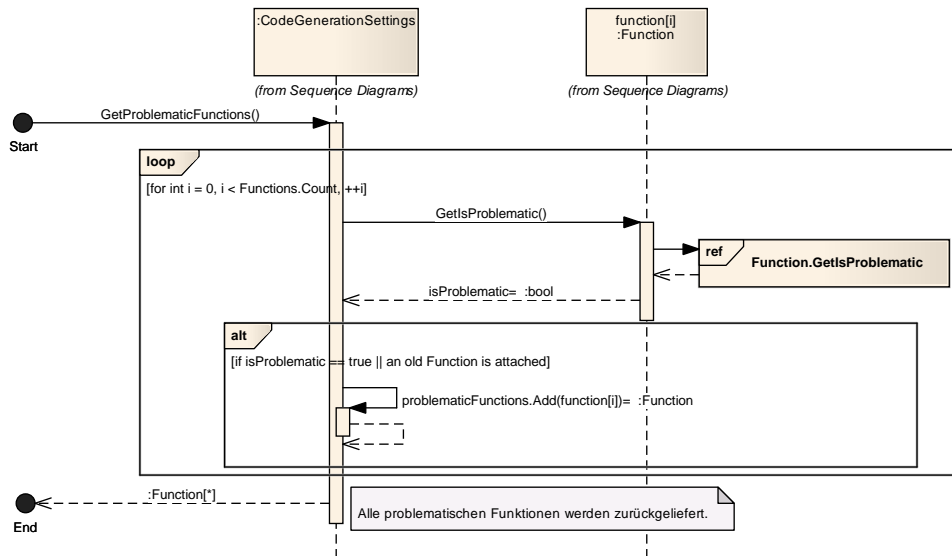 :CodeGenerationSettings
function[i]
:Function
(from Sequence Diagrams)
(from Sequence Diagrams)
GetProblematicFunctions()
Start
loop
[for int i = 0, i < Functions.Count, ++i]
GetIsProblematic()
ref
Function.GetIsProblematic
isProblematic= :bool
alt
[if isProblematic == true || an old Function is attached]
problematicFunctions.Add(function[i])= :Function
:Function[*]
End
Alle problematischen Funktionen werden zurückgeliefert.